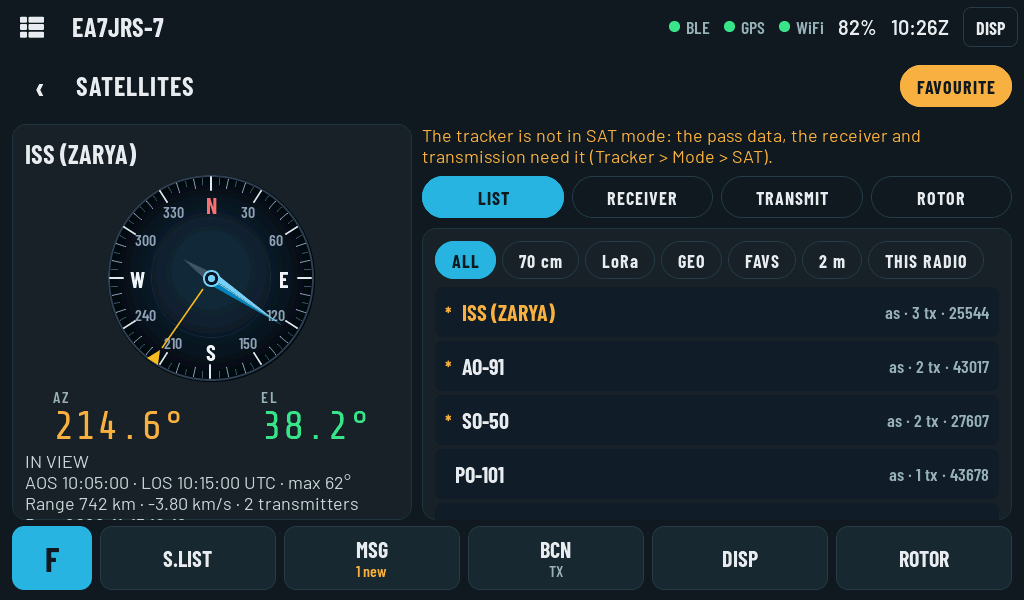 EA7JRS-7
BLE GPS WiFi 82% 10:26Z DISP
‹ SATELLITES FAVOURITE
ISS (ZARYA)
N
330 30
300 60
W E
240 120
210 150
S
AZ EL
214.6° 38.2°
IN VIEW
AOS 10:05:00 · LOS 10:15:00 UTC · max 62°
Range 742 km · -3.80 km/s · 2 transmitters
The tracker is not in SAT mode: the pass data, the receiver and
transmission need it (Tracker > Mode > SAT).
LIST RECEIVER TRANSMIT ROTOR
ALL 70 cm LoRa GEO FAVS 2 m THIS RADIO
* ISS (ZARYA) as · 3 tx · 25544
* AO-91 as · 2 tx · 43017
* SO-50 as · 2 tx · 27607
PO-101 as · 1 tx · 43678
F S.LIST MSG BCN DISP ROTOR
1 new TX